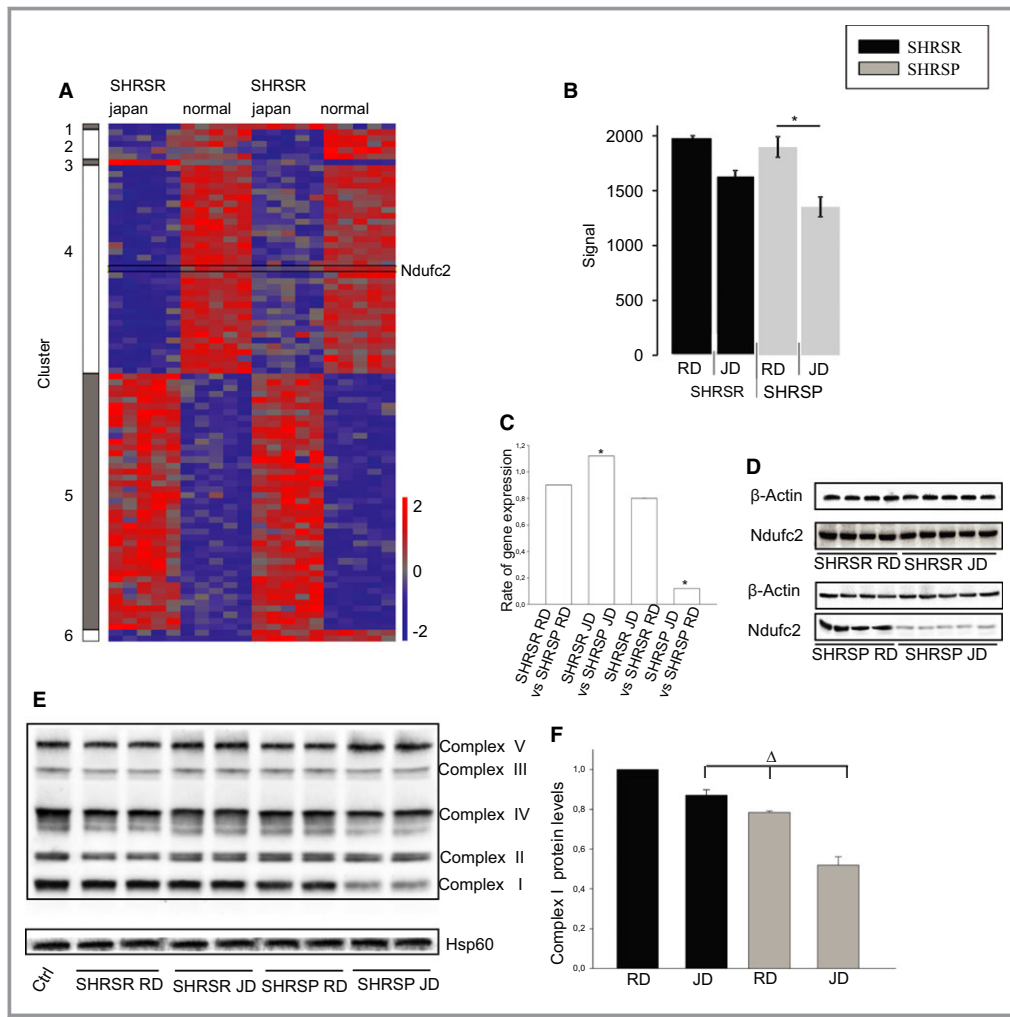 SHRSR
SHRSP
A
SHRSR SHRSR
japan normal japan normal
1
2
3
4
5
6
Cluster
Ndufc2
2
0
-2
B
*
2000
1500
1000
500
0
Signal
RD JD RD JD
SHRSR SHRSP
C
1,2
1,0
0,8
0,6
0,4
0,2
0,0
Rate of gene expression
*
*
SHRSR RD
vs SHRSP RD
SHRSR JD
vs SHRSP JD
SHRSR JD
vs SHRSR RD
SHRSP JD
vs SHRSP RD
D
β-Actin
Ndufc2
SHRSR RD SHRSR JD
β-Actin
Ndufc2
SHRSP RD SHRSP JD
E
Complex V
Complex III
Complex IV
Complex II
Complex I
Hsp60
Ctrl SHRSR RD SHRSR JD SHRSP RD SHRSP JD
F
Δ
1,0
0,8
0,6
0,4
0,2
0,0
Complex I protein levels
RD JD RD JD